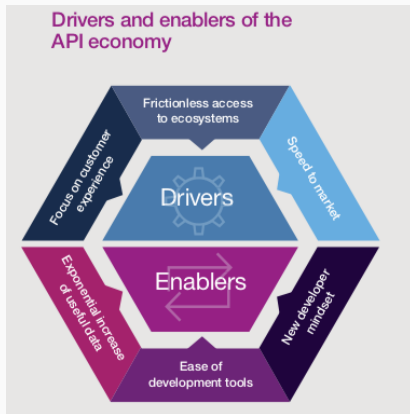 Drivers and enablers of the
API economy
Frictionless access
to ecosystems
Focus on customer
experience
Speed to market
Drivers
Enablers
Exponential increase
of useful data
New developer
mindset
Ease of
development tools